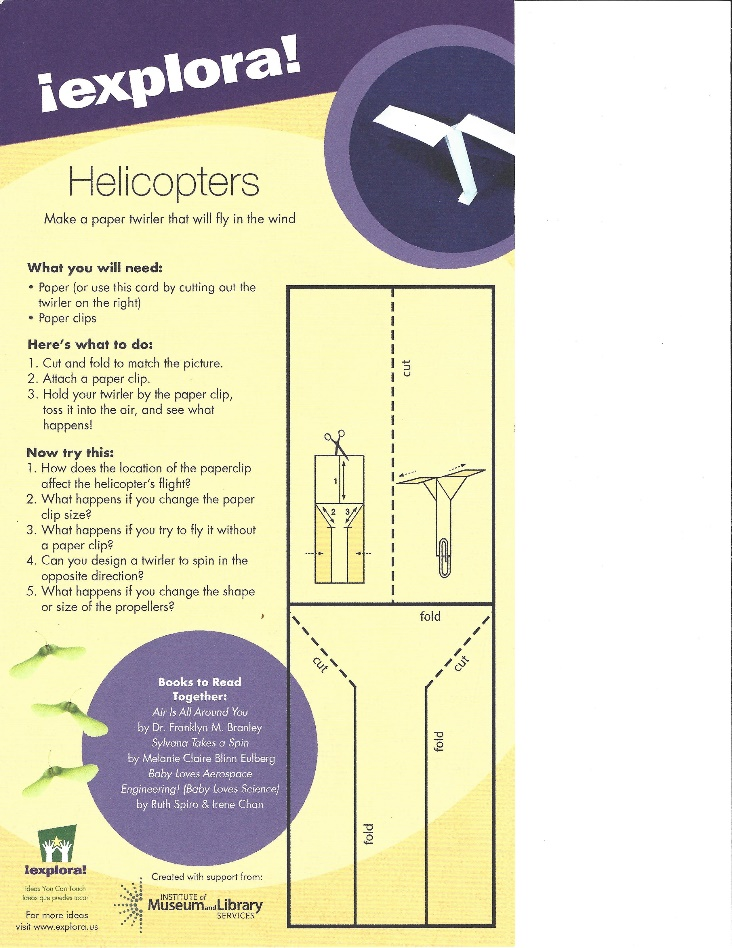 ¡explora!
Helicopters
Make a paper twirler that will fly in the wind
What you will need:
• Paper (or use this card by cutting out the
twirler on the right)
• Paper clips
Here's what to do:
1. Cut and fold to match the picture.
2. Attach a paper clip.
3. Hold your twirler by the paper clip,
toss it into the air, and see what
happens!
Now try this:
1. How does the location of the paperclip
affect the helicopter's flight?
2. What happens if you change the paper
clip size?
3. What happens if you try to fly it without
a paper clip?
4. Can you design a twirler to spin in the
opposite direction?
5. What happens if you change the shape
or size of the propellers?
Books to Read
Together:
Air Is All Around You
by Dr. Franklyn M. Branley
Sylvana Takes a Spin
by Melanie Claire Blinn Eulberg
Baby Loves Aerospace
Engineering! (Baby Loves Science)
by Ruth Spiro & Irene Chan
¡explora!
Ideas You Can Touch
Ideas que puedes tocar
For more ideas
visit www.explora.us
Created with support from:
INSTITUTE of
Museum and Library
SERVICES
cut
1
2 3
fold
cut
cut
fold
fold